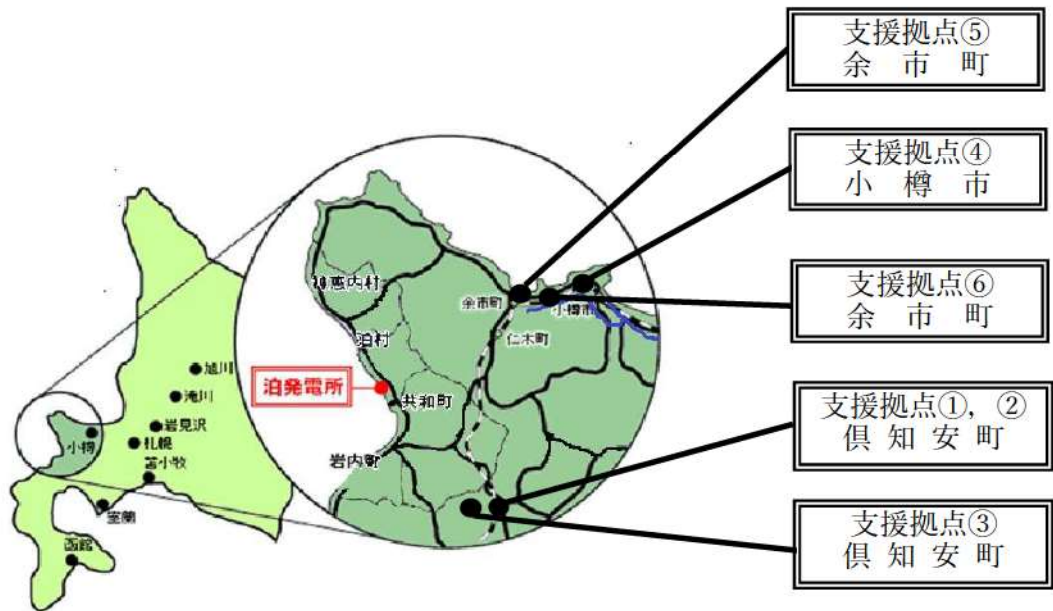 支援拠点⑤
余 市 町
支援拠点④
小 樽 市
支援拠点⑥
余 市 町
支援拠点①，②
倶 知 安 町
支援拠点③
倶 知 安 町
神恵内村
泊村
泊発電所
共和町
岩内町
余市町
小樽市
仁木町
旭川
滝川
岩見沢
札幌
小樽
苫小牧
室蘭
函館